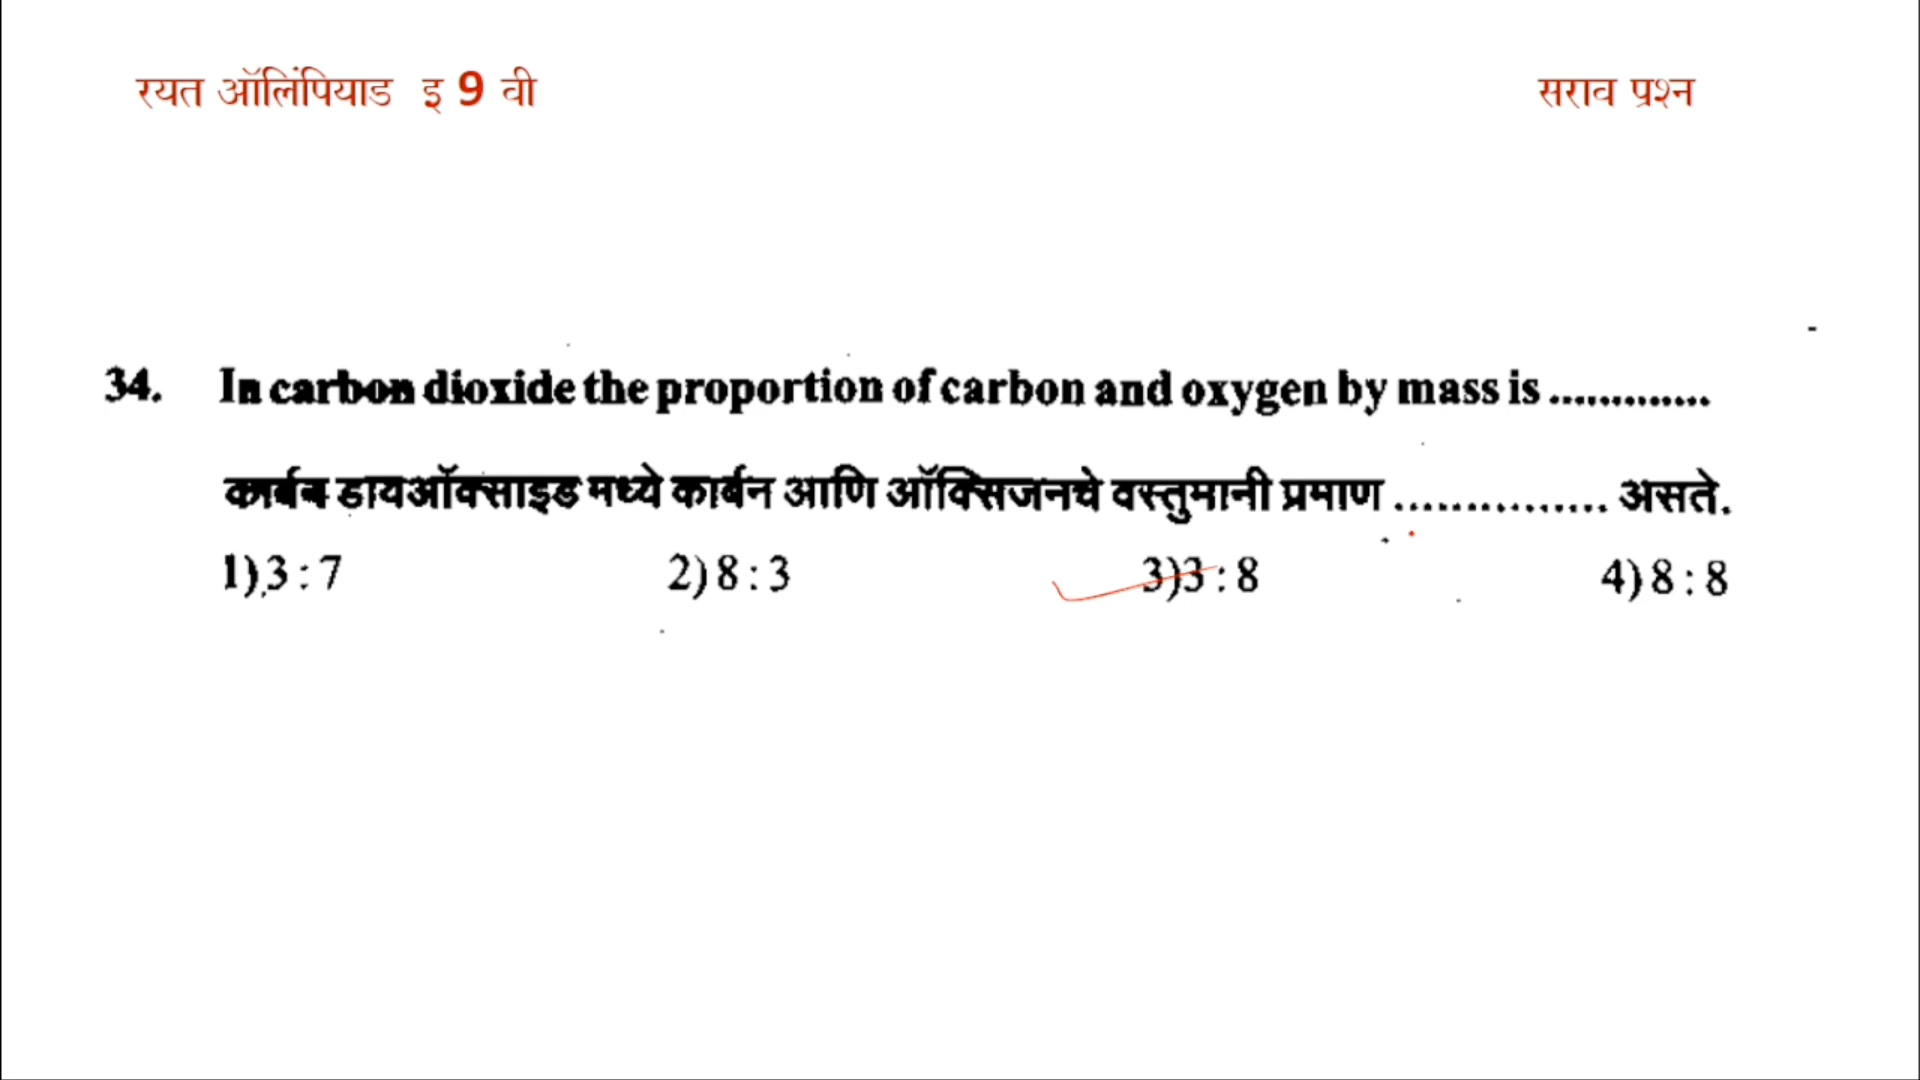 रयत ऑलिंपियाड इ 9 वी
सराव प्रश्न
34. In carbon dioxide the proportion of carbon and oxygen by mass is .............
कार्बन डायऑक्साइड मध्ये कार्बन आणि ऑक्सिजनचे वस्तुमानी प्रमाण ............... असते.
1) 3 : 7 2) 8 : 3 3) 3 : 8 4) 8 : 8